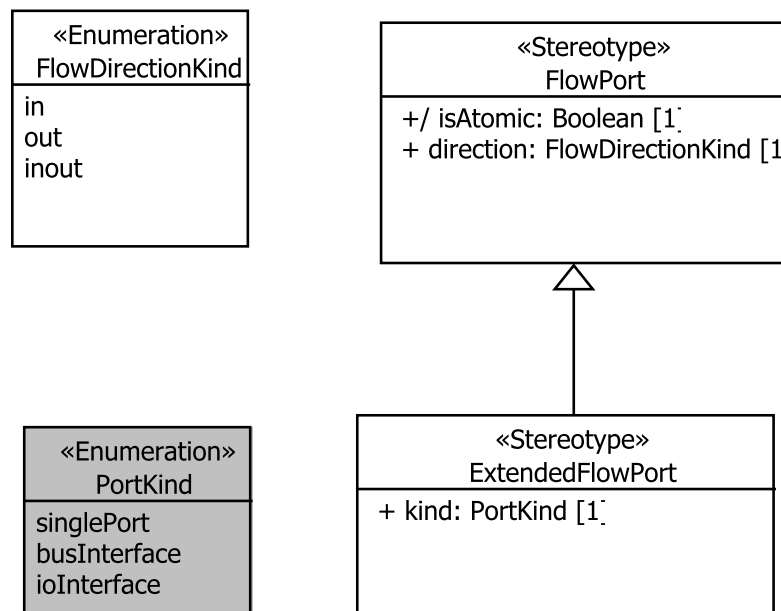 «Enumeration»
FlowDirectionKind
in
out
inout
«Stereotype»
FlowPort
+/ isAtomic: Boolean [1]
+ direction: FlowDirectionKind [1
«Enumeration»
PortKind
singlePort
busInterface
ioInterface
«Stereotype»
ExtendedFlowPort
+ kind: PortKind [1]